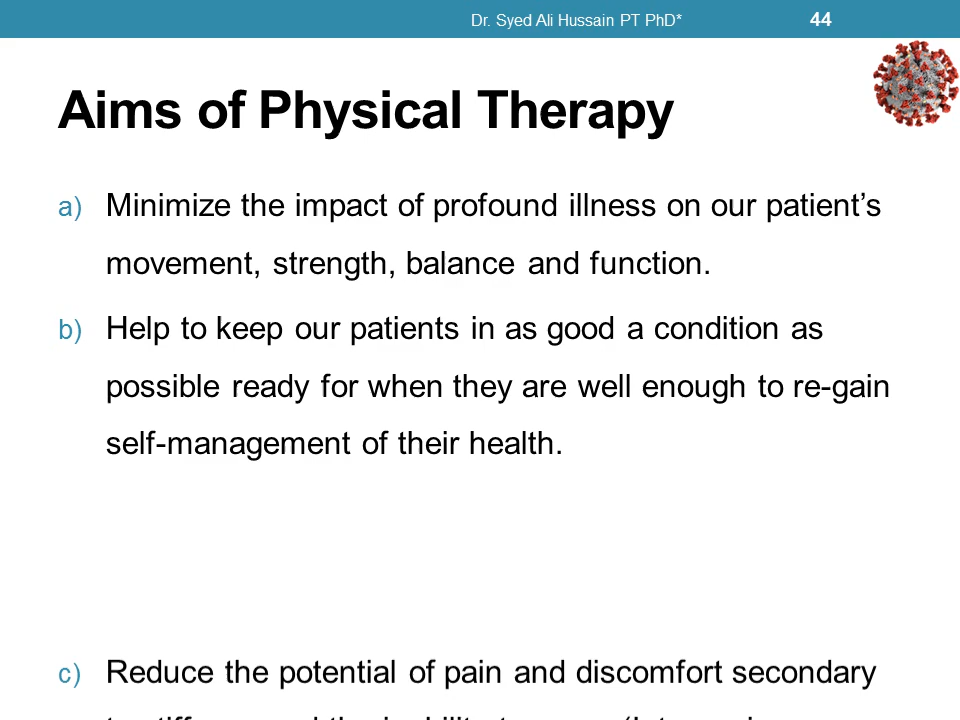 Dr. Syed Ali Hussain PT PhD* 44
Aims of Physical Therapy
a) Minimize the impact of profound illness on our patient’s
movement, strength, balance and function.
b) Help to keep our patients in as good a condition as
possible ready for when they are well enough to re-gain
self-management of their health.
c) Reduce the potential of pain and discomfort secondary